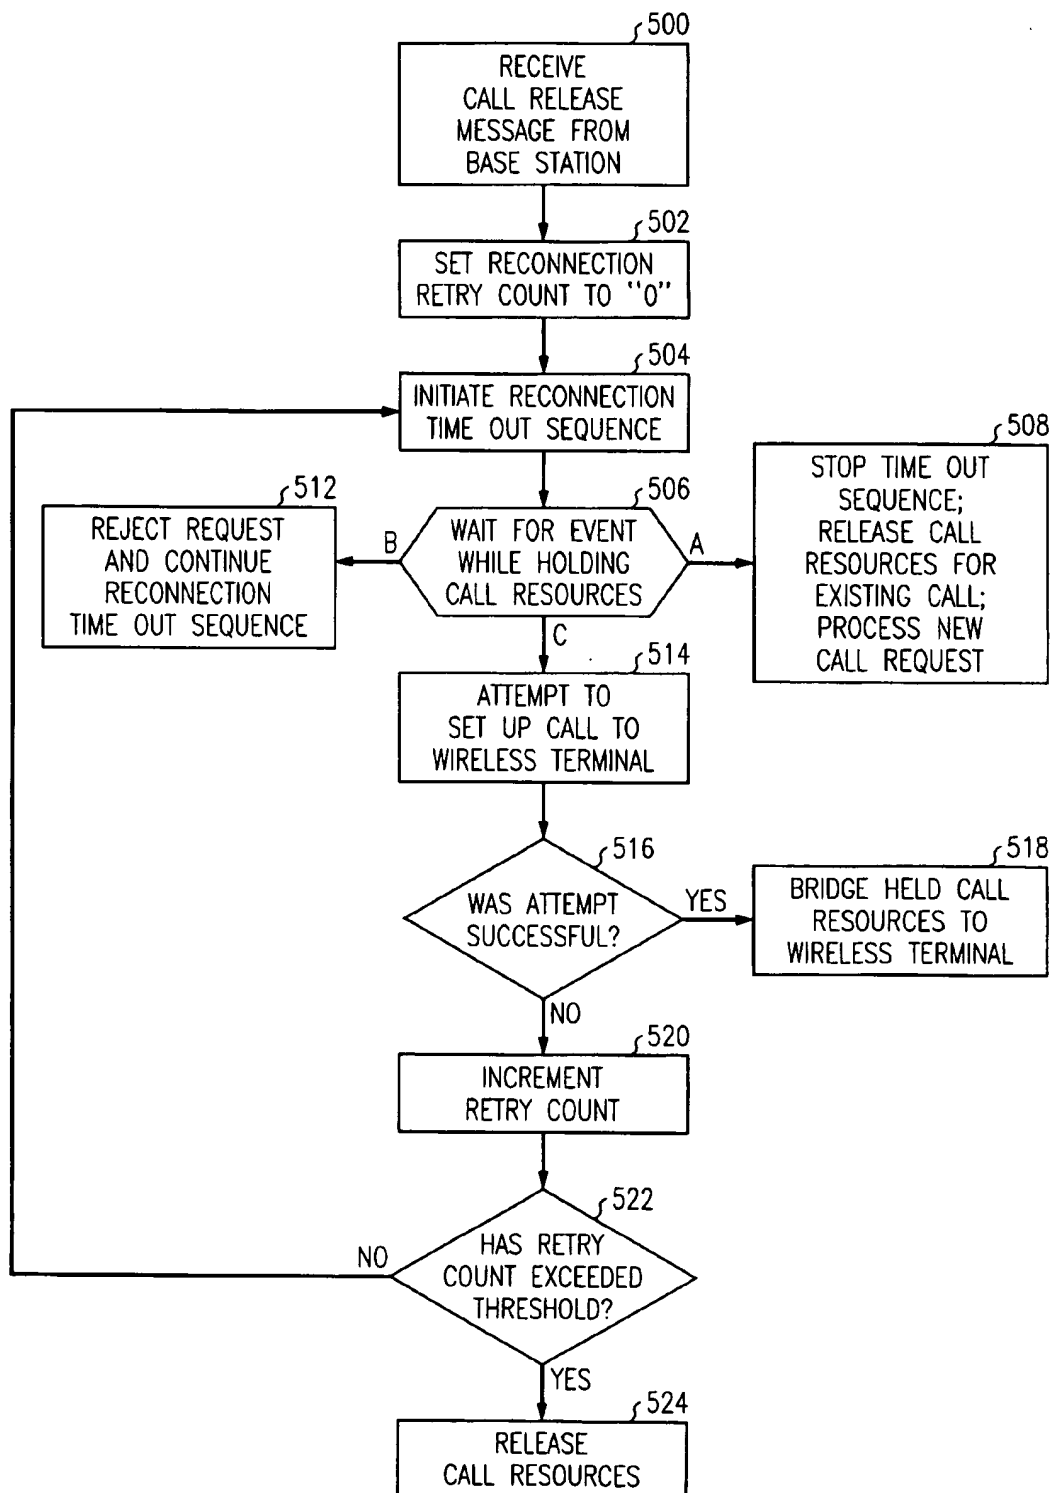 500
RECEIVE
CALL RELEASE
MESSAGE FROM
BASE STATION
502
SET RECONNECTION
RETRY COUNT TO "0"
504
INITIATE RECONNECTION
TIME OUT SEQUENCE
506
WAIT FOR EVENT
WHILE HOLDING
CALL RESOURCES
B
A
C
512
REJECT REQUEST
AND CONTINUE
RECONNECTION
TIME OUT SEQUENCE
508
STOP TIME OUT
SEQUENCE;
RELEASE CALL
RESOURCES FOR
EXISTING CALL;
PROCESS NEW
CALL REQUEST
514
ATTEMPT TO
SET UP CALL TO
WIRELESS TERMINAL
516
WAS ATTEMPT
SUCCESSFUL?
YES
518
BRIDGE HELD CALL
RESOURCES TO
WIRELESS TERMINAL
NO
520
INCREMENT
RETRY COUNT
522
HAS RETRY
COUNT EXCEEDED
THRESHOLD?
NO
YES
524
RELEASE
CALL RESOURCES